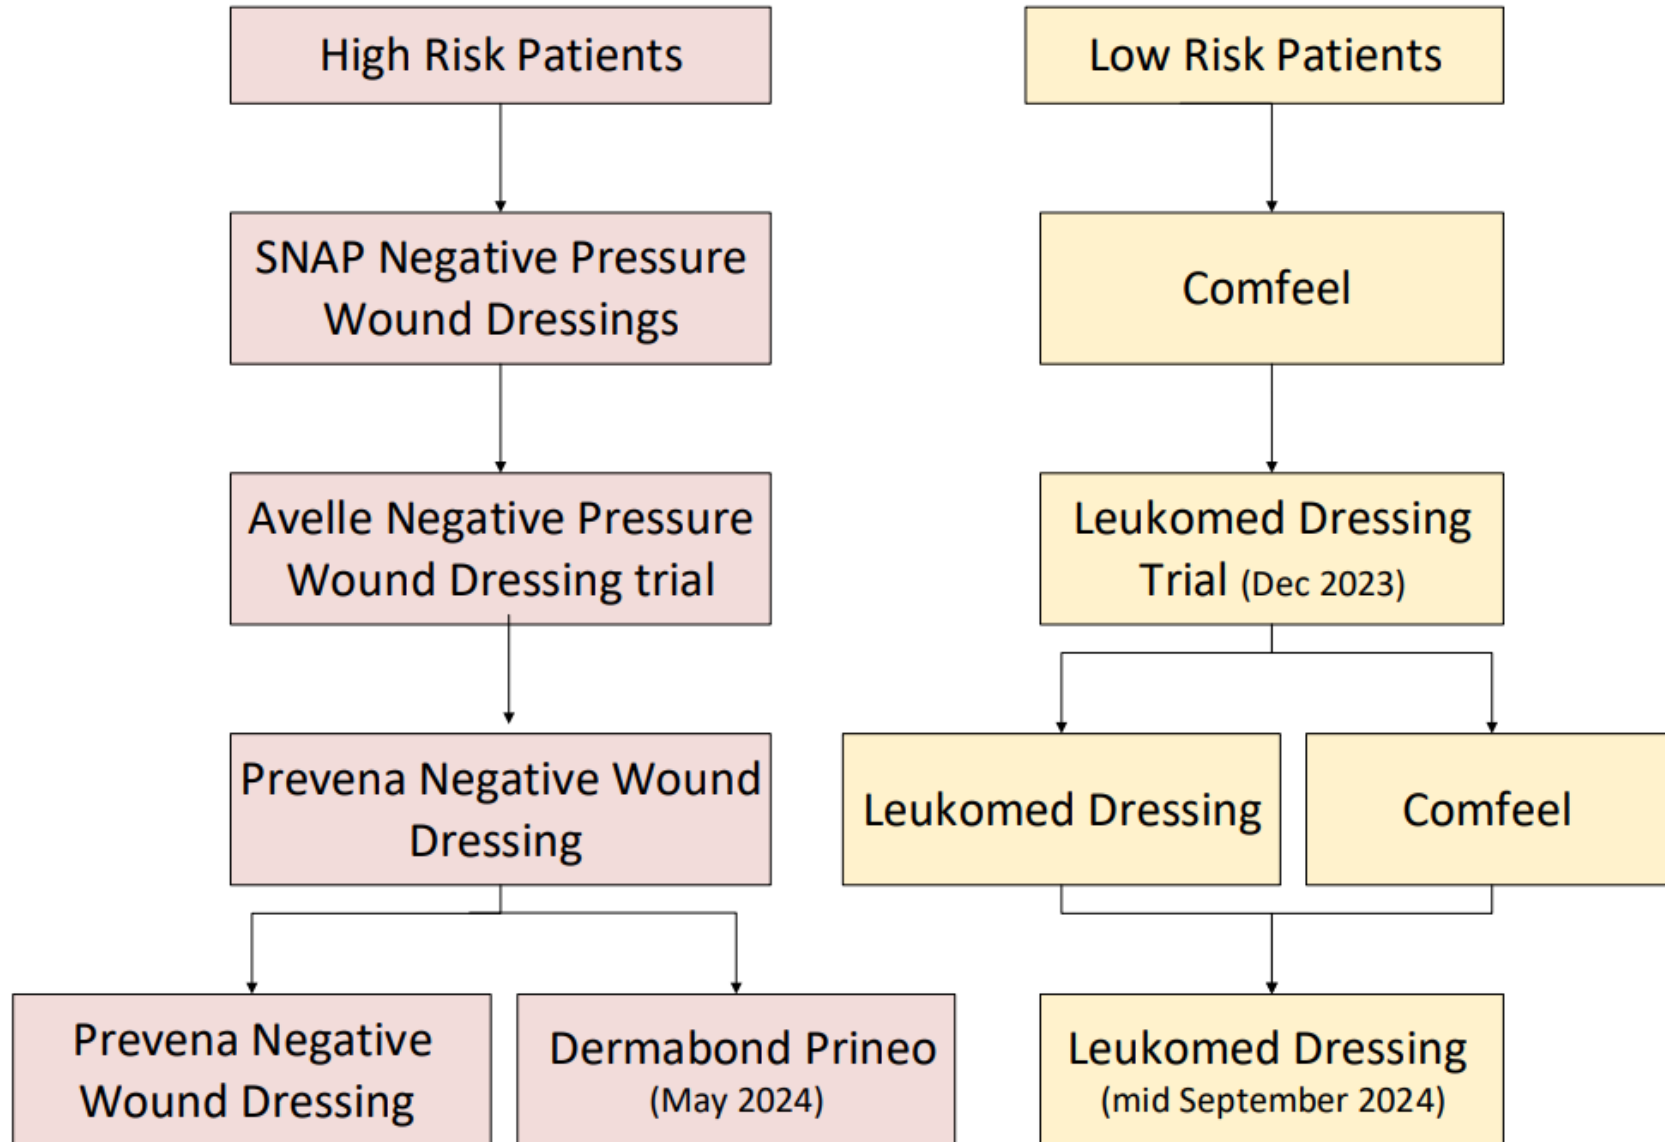 High Risk Patients
Low Risk Patients
SNAP Negative Pressure
Wound Dressings
Comfeel
Avelle Negative Pressure
Wound Dressing trial
Leukomed Dressing
Trial (Dec 2023)
Prevena Negative Wound
Dressing
Leukomed Dressing
Comfeel
Prevena Negative
Wound Dressing
Dermabond Prineo
(May 2024)
Leukomed Dressing
(mid September 2024)